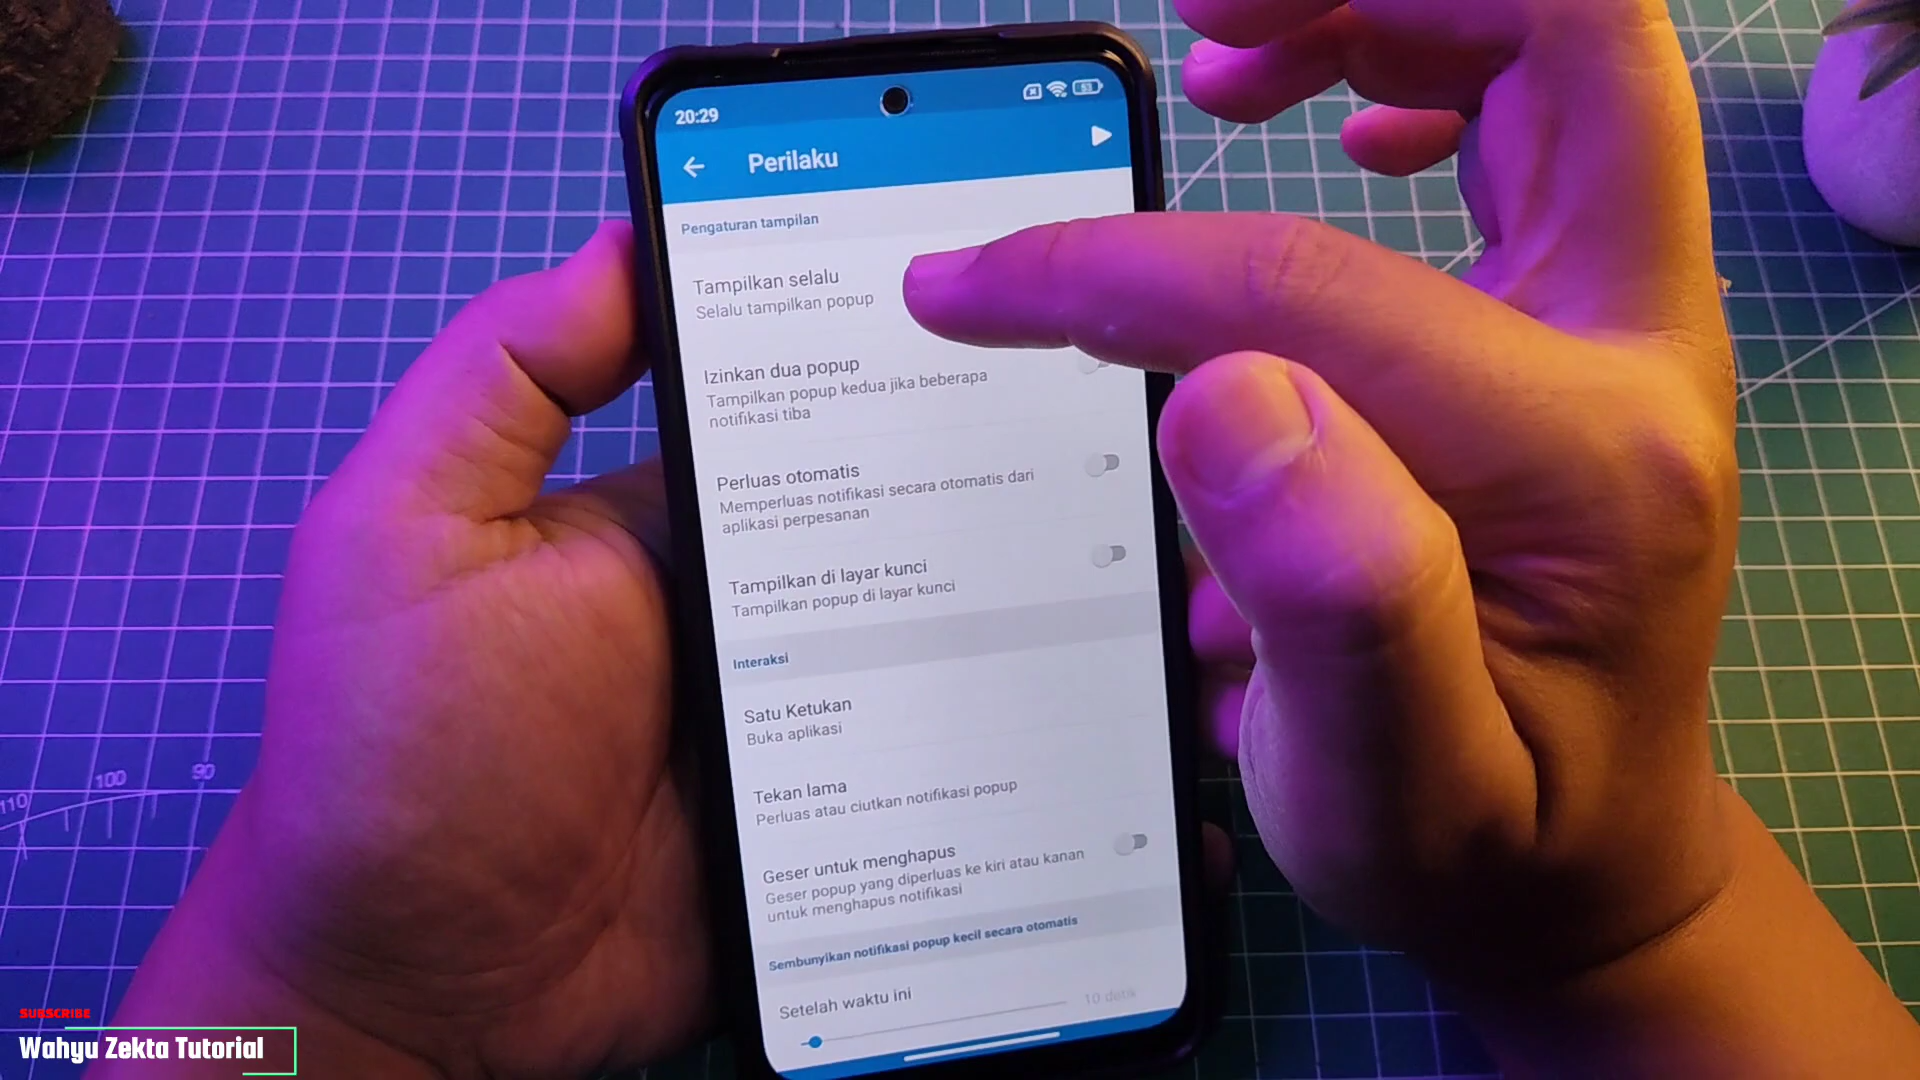 20:29
53
Perilaku
Pengaturan tampilan
Tampilkan selalu
Selalu tampilkan popup
Izinkan dua popup
Tampilkan popup kedua jika beberapa
notifikasi tiba
Perluas otomatis
Memperluas notifikasi secara otomatis dari
aplikasi perpesanan
Tampilkan di layar kunci
Tampilkan popup di layar kunci
Interaksi
Satu Ketukan
Buka aplikasi
Tekan lama
Perluas atau ciutkan notifikasi popup
Geser untuk menghapus
Geser popup yang diperluas ke kiri atau kanan
untuk menghapus notifikasi
Sembunyikan notifikasi popup kecil secara otomatis
Setelah waktu ini
10 detik
110
100
90
SUBSCRIBE
Wahyu Zekta Tutorial